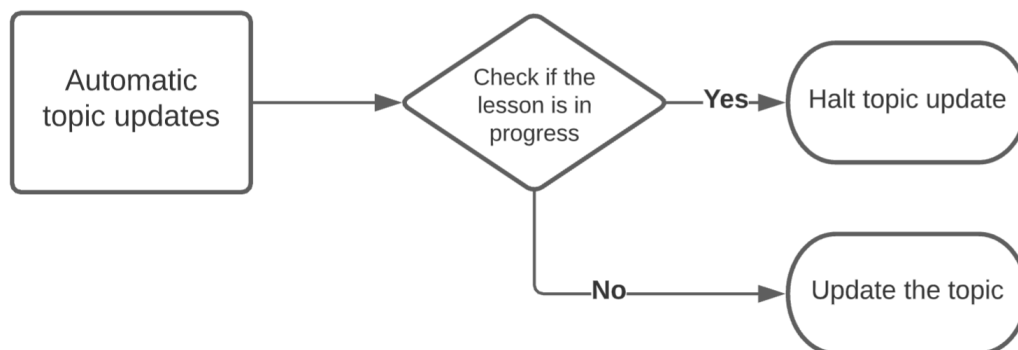 Automatic
topic updates
Check if the
lesson is in
progress
Yes
Halt topic update
No
Update the topic